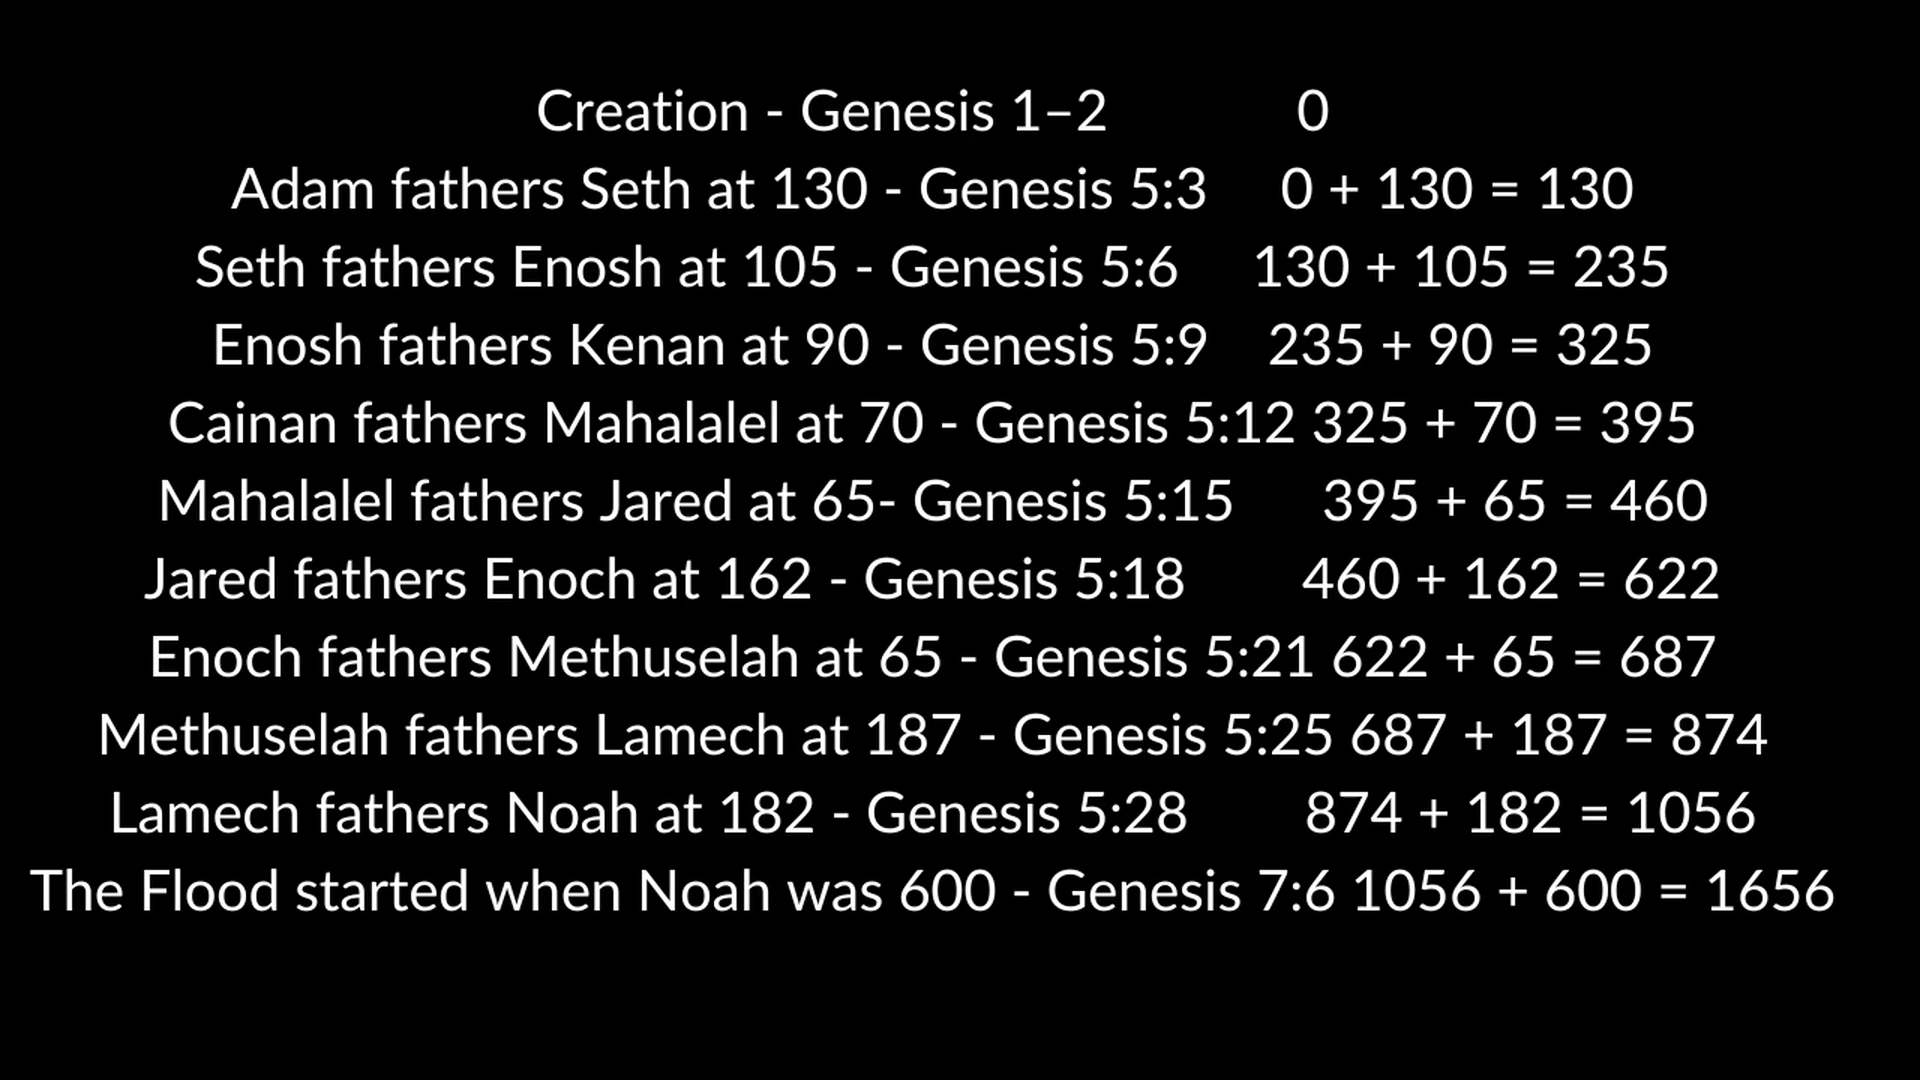 Creation - Genesis 1–2 0
Adam fathers Seth at 130 - Genesis 5:3 0 + 130 = 130
Seth fathers Enosh at 105 - Genesis 5:6 130 + 105 = 235
Enosh fathers Kenan at 90 - Genesis 5:9 235 + 90 = 325
Cainan fathers Mahalalel at 70 - Genesis 5:12 325 + 70 = 395
Mahalalel fathers Jared at 65- Genesis 5:15 395 + 65 = 460
Jared fathers Enoch at 162 - Genesis 5:18 460 + 162 = 622
Enoch fathers Methuselah at 65 - Genesis 5:21 622 + 65 = 687
Methuselah fathers Lamech at 187 - Genesis 5:25 687 + 187 = 874
Lamech fathers Noah at 182 - Genesis 5:28 874 + 182 = 1056
The Flood started when Noah was 600 - Genesis 7:6 1056 + 600 = 1656